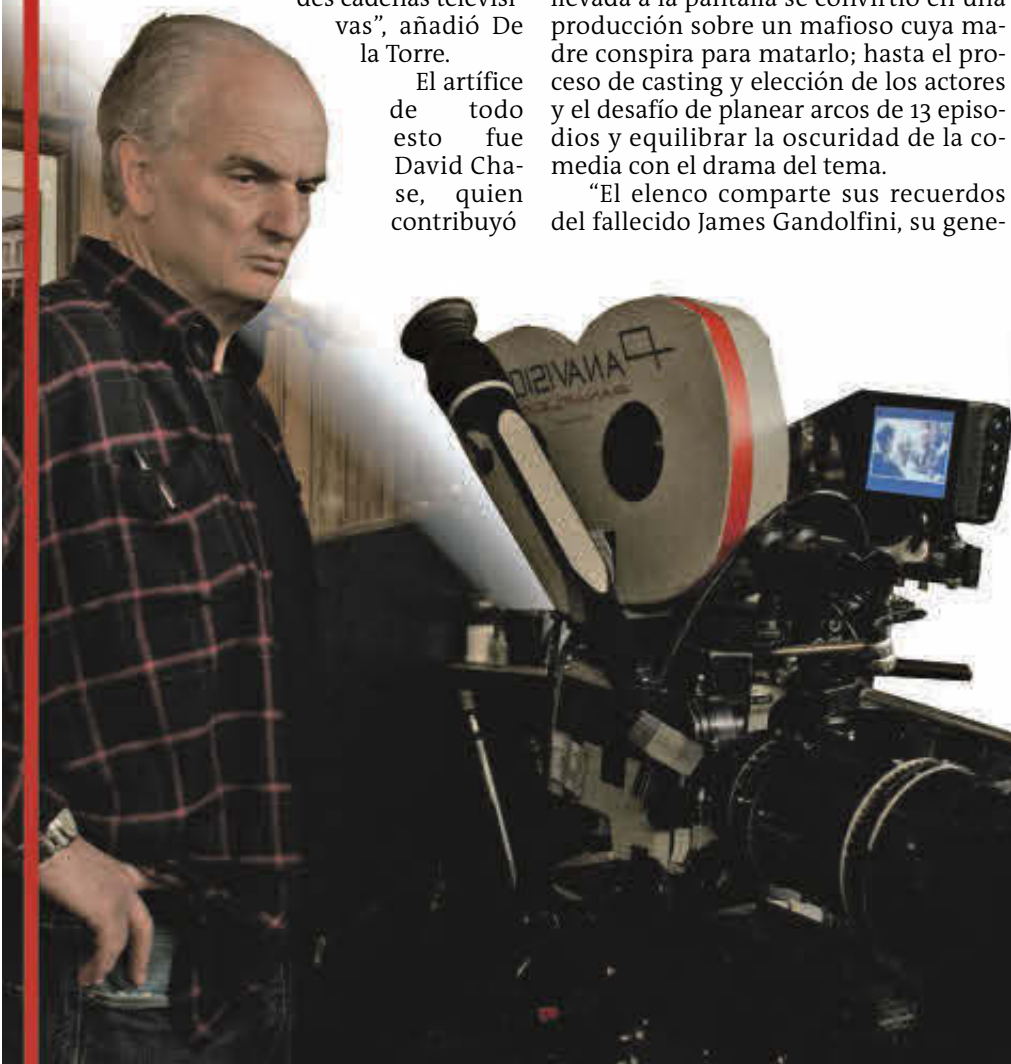 des cadenas televisi-
vas”, añadió De
la Torre.
El artífice
de todo
esto fue
David Cha-
se, quien
contribuyó
llevada a la pantalla se convirtió en una
producción sobre un mafioso cuya ma-
dre conspira para matarlo; hasta el pro-
ceso de casting y elección de los actores
y el desafío de planear arcos de 13 episo-
dios y equilibrar la oscuridad de la co-
media con el drama del tema.
“El elenco comparte sus recuerdos
del fallecido James Gandolfini, su gene-